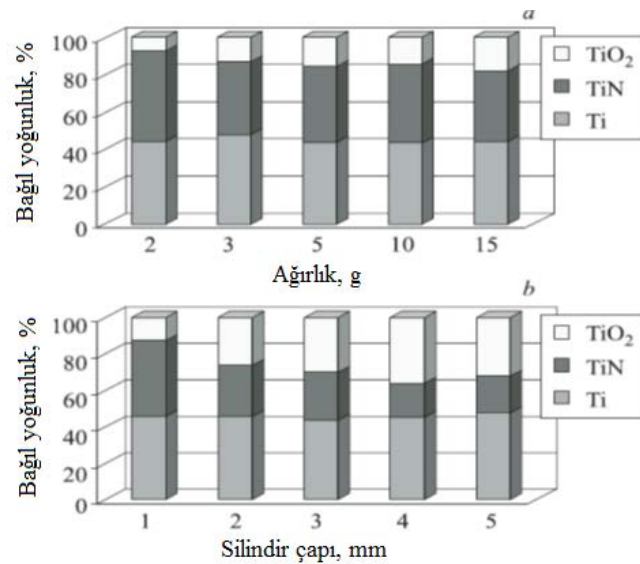 a
Bağıl yoğunluk, %
100
80
60
40
20
0
2 3 5 10 15
Ağırlık, g
TiO₂
TiN
Ti
b
Bağıl yoğunluk, %
100
80
60
40
20
0
1 2 3 4 5
Silindir çapı, mm
TiO₂
TiN
Ti